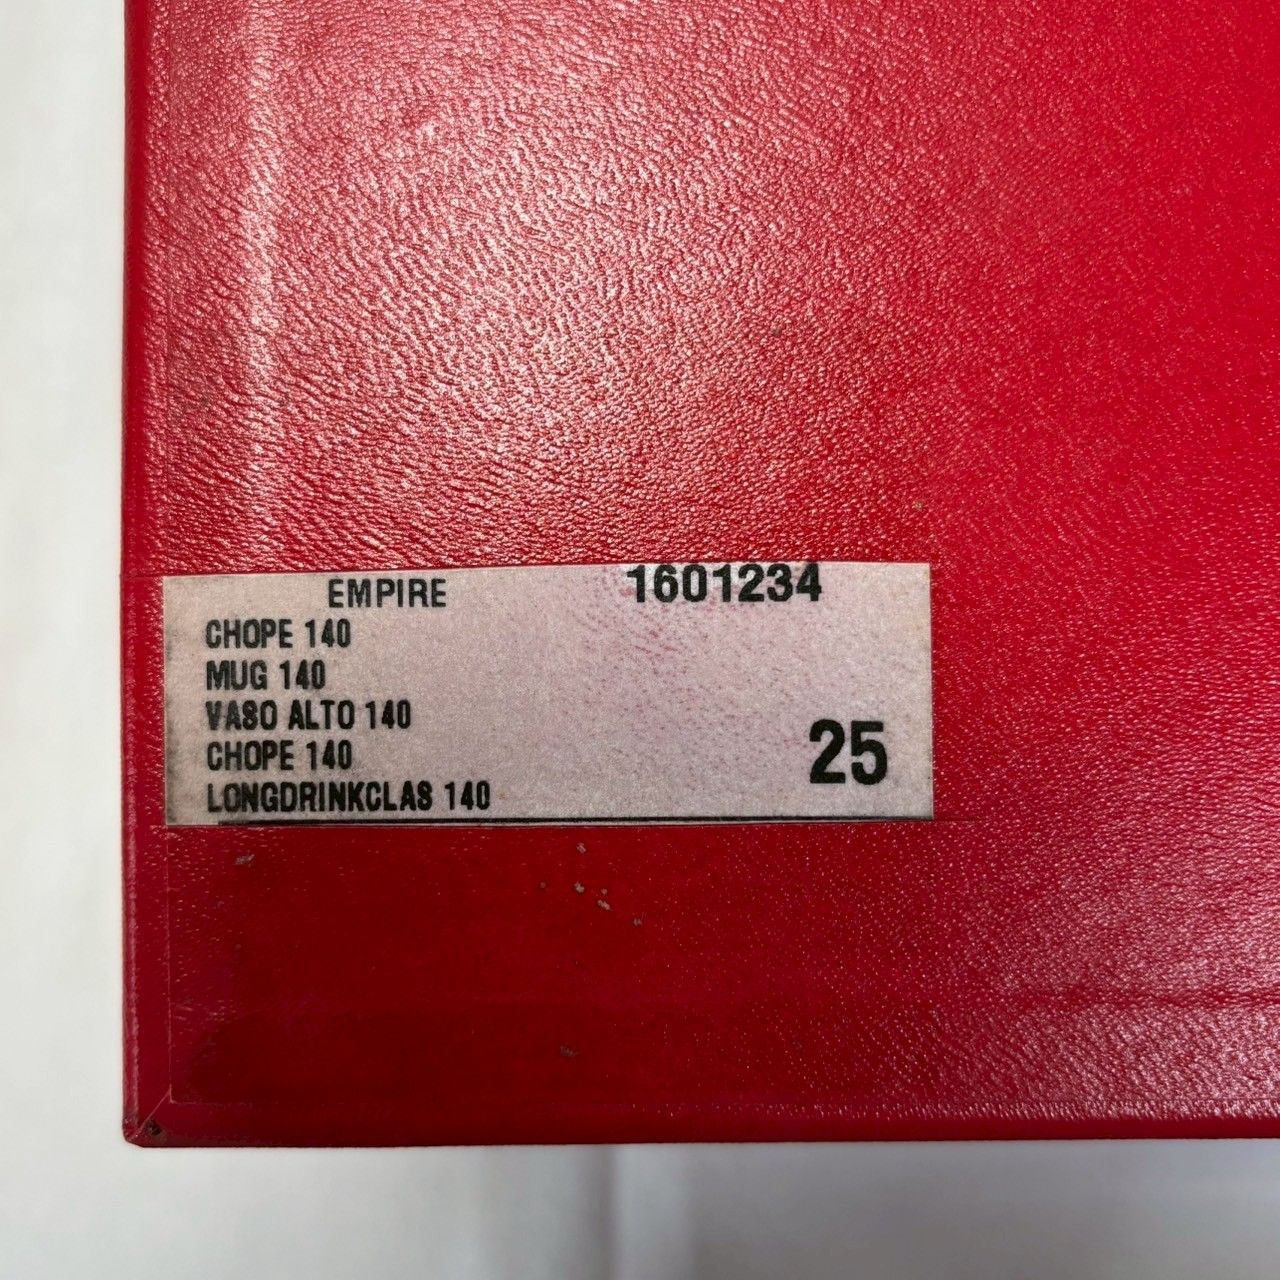 EMPIRE 1601234
CHOPE 140
MUG 140
VASO ALTO 140
CHOPE 140
25
LONGDRINKCLAS 140